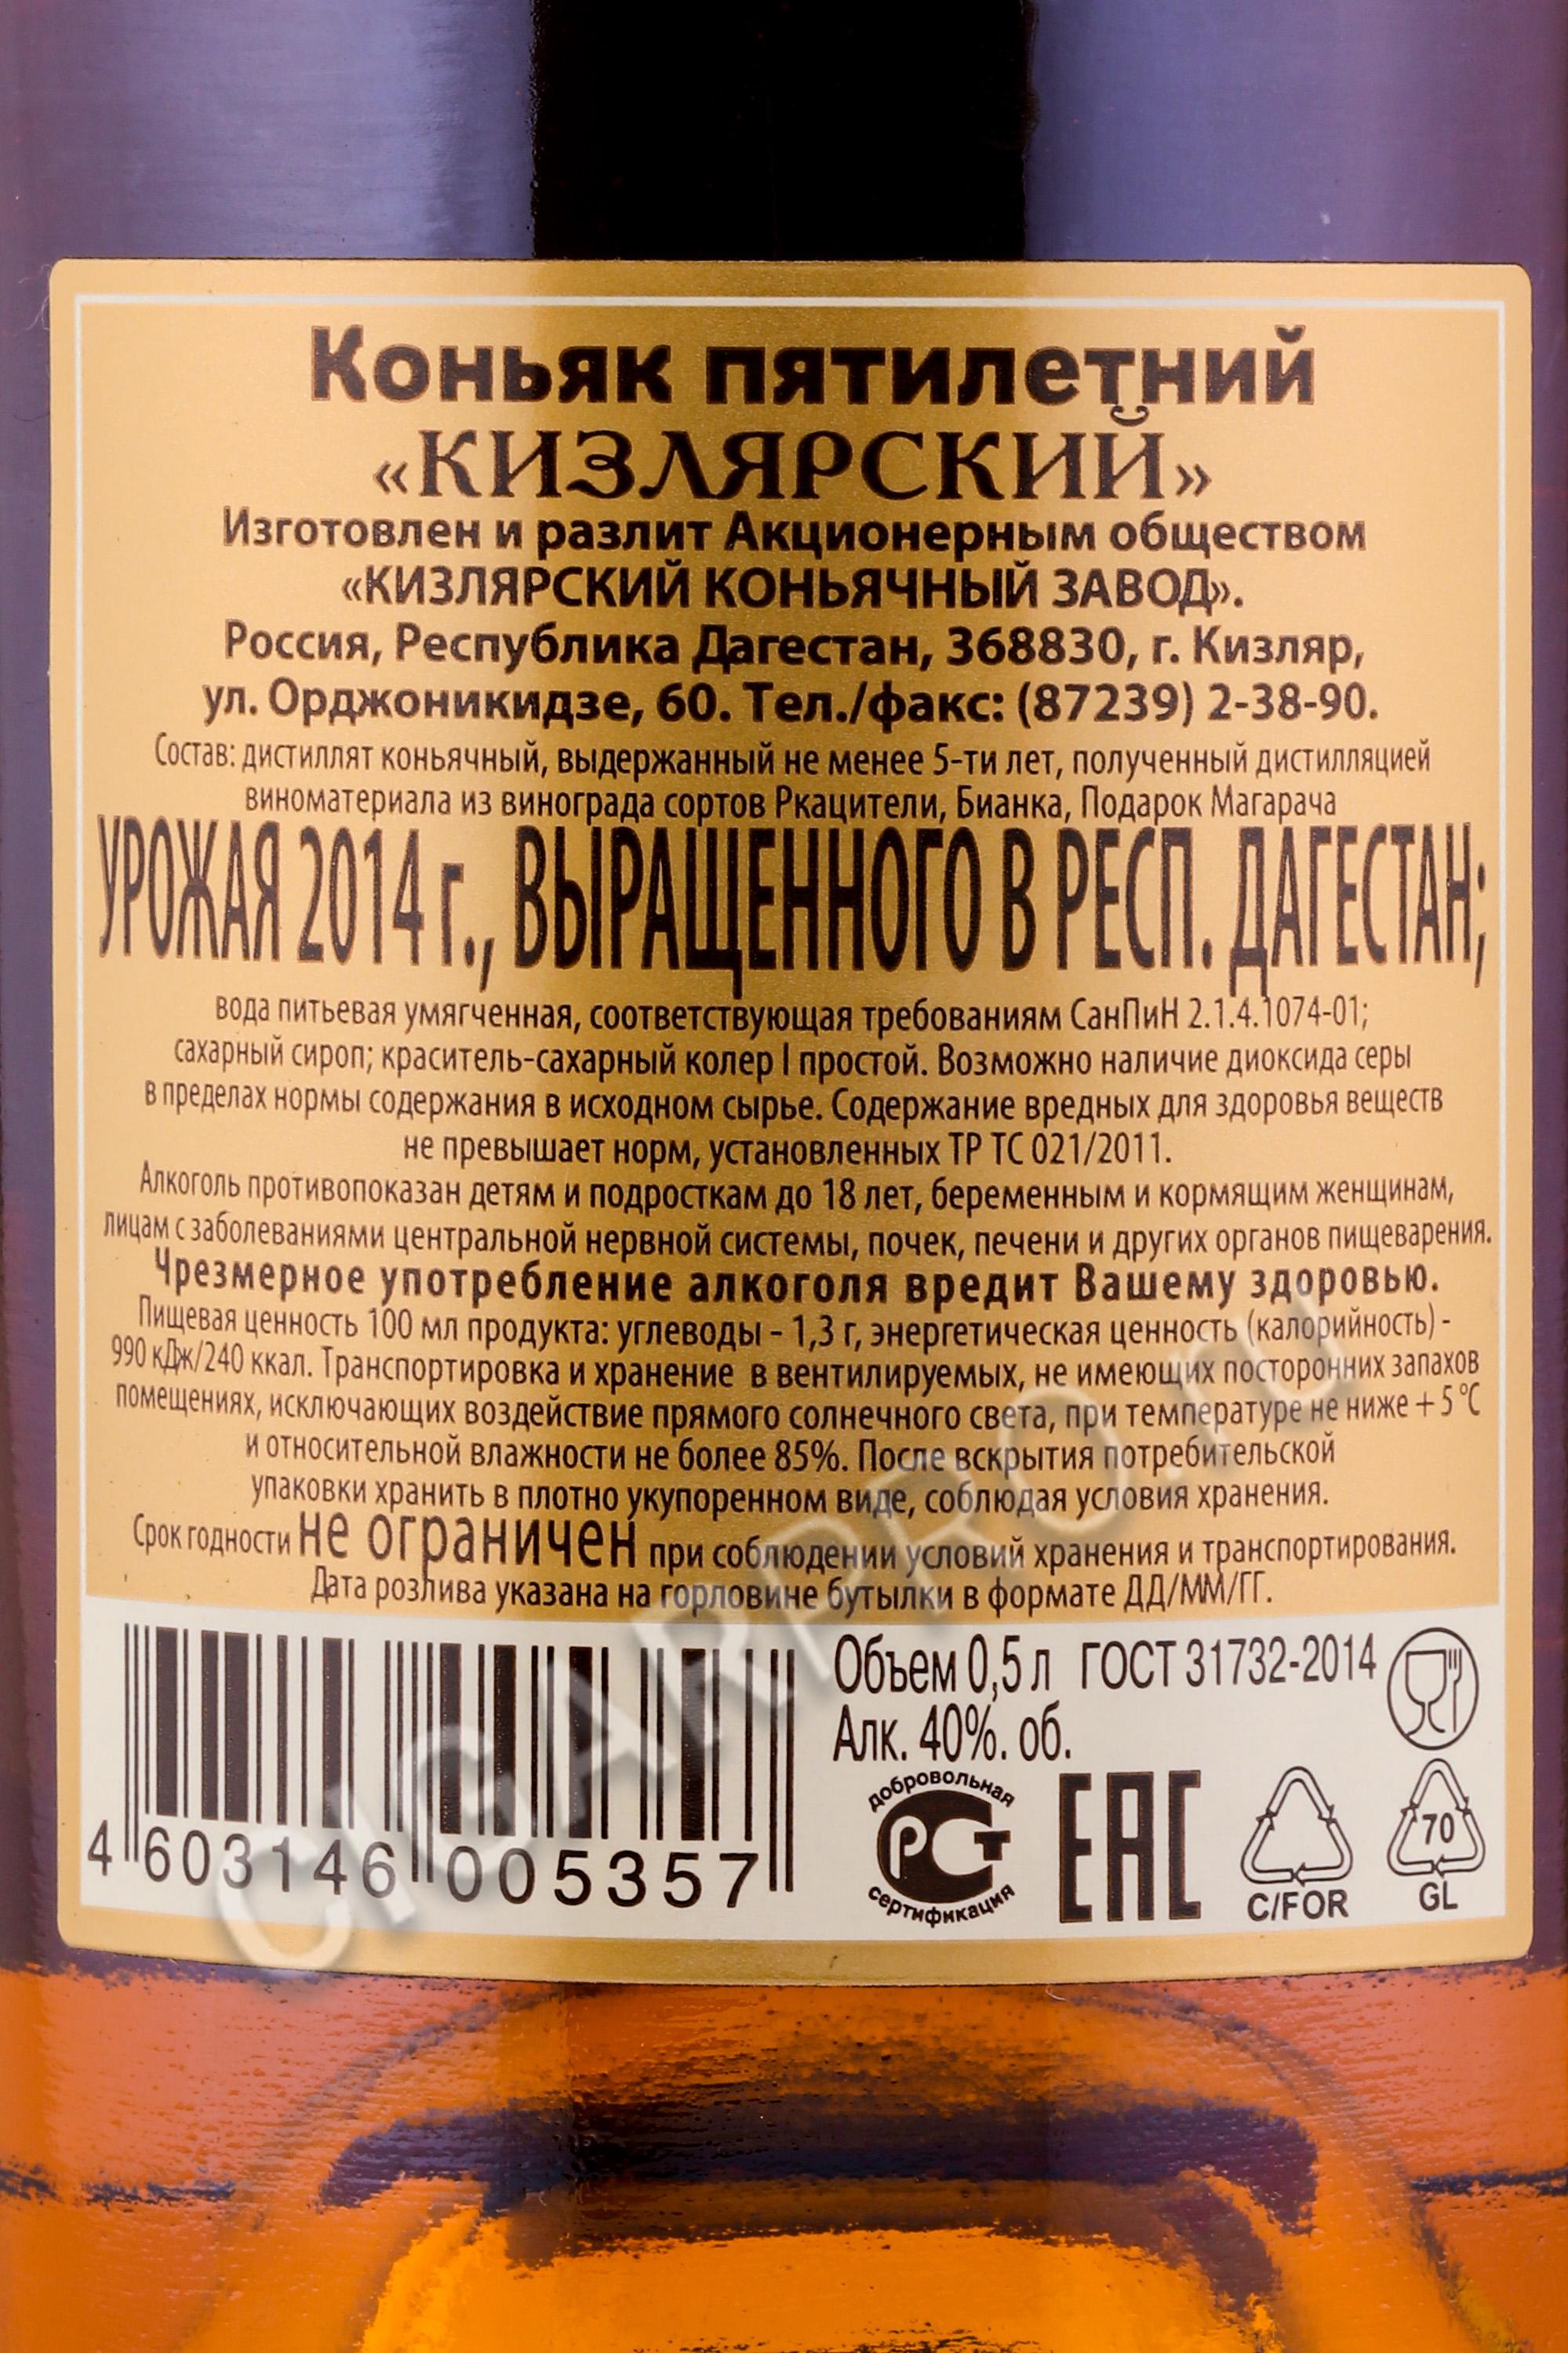 Коньяк пятилетний
«КИЗЛЯРСКИЙ»
Изготовлен и разлит Акционерным обществом
«КИЗЛЯРСКИЙ КОНЬЯЧНЫЙ ЗАВОД».
Россия, Республика Дагестан, 368830, г. Кизляр,
ул. Орджоникидзе, 60. Тел./факс: (87239) 2-38-90.
Состав: дистиллят коньячный, выдержанный не менее 5-ти лет, полученный дистилляцией
виноматериала из винограда сортов Ркацители, Бианка, Подарок Магарача
УРОЖАЯ 2014 г., ВЫРАЩЕННОГО В РЕСП. ДАГЕСТАН;
вода питьевая умягченная, соответствующая требованиям СанПиН 2.1.4.1074-01;
сахарный сироп; краситель-сахарный колер I простой. Возможно наличие диоксида серы
в пределах нормы содержания в исходном сырье. Содержание вредных для здоровья веществ
не превышает норм, установленных ТР ТС 021/2011.
Алкоголь противопоказан детям и подросткам до 18 лет, беременным и кормящим женщинам,
лицам с заболеваниями центральной нервной системы, почек, печени и других органов пищеварения.
Чрезмерное употребление алкоголя вредит Вашему здоровью.
Пищевая ценность 100 мл продукта: углеводы - 1,3 г, энергетическая ценность (калорийность) -
990 кДж/240 ккал. Транспортировка и хранение в вентилируемых, не имеющих посторонних запахов
помещениях, исключающих воздействие прямого солнечного света, при температуре не ниже + 5 °С
и относительной влажности не более 85%. После вскрытия потребительской
упаковки хранить в плотно укупоренном виде, соблюдая условия хранения.
Срок годности не ограничен при соблюдении условий хранения и транспортирования.
Дата розлива указана на горловине бутылки в формате ДД/ММ/ГГ.
Объем 0,5 л ГОСТ 31732-2014
Алк. 40%. об.
4 603146 005357
добровольная
РСТ
сертификация
ЕАС
C/FOR
70
GL
CIGARPRO.ru